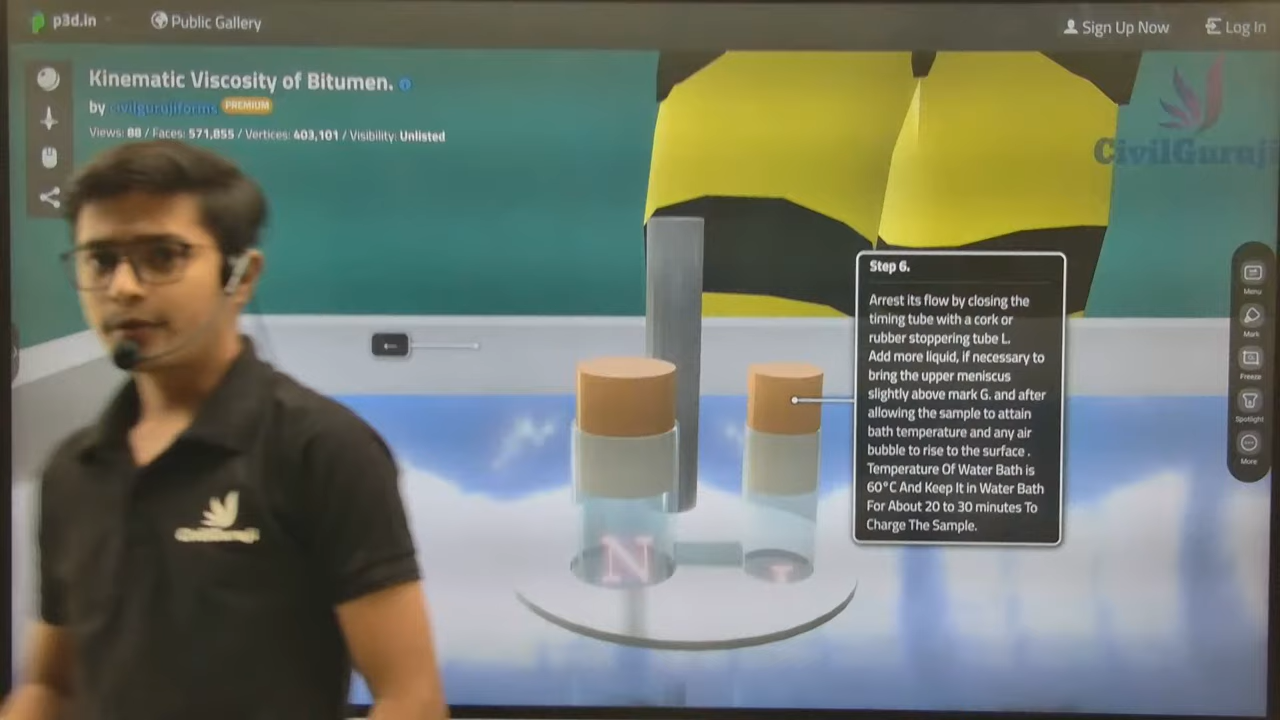 p3d.in
Public Gallery
Sign Up Now
Log In
Kinematic Viscosity of Bitumen.
by civilgurujiforms PREMIUM
Views: 88 / Faces: 571,855 / Vertices: 403,101 / Visibility: Unlisted
CivilGuruji
Step 6.
Arrest its flow by closing the
timing tube with a cork or
rubber stoppering tube L.
Add more liquid, if necessary to
bring the upper meniscus
slightly above mark G. and after
allowing the sample to attain
bath temperature and any air
bubble to rise to the surface .
Temperature Of Water Bath is
60°C And Keep It in Water Bath
For About 20 to 30 minutes To
Charge The Sample.
Menu
Mark
Freeze
Spotlight
More
N
CivilGuruji